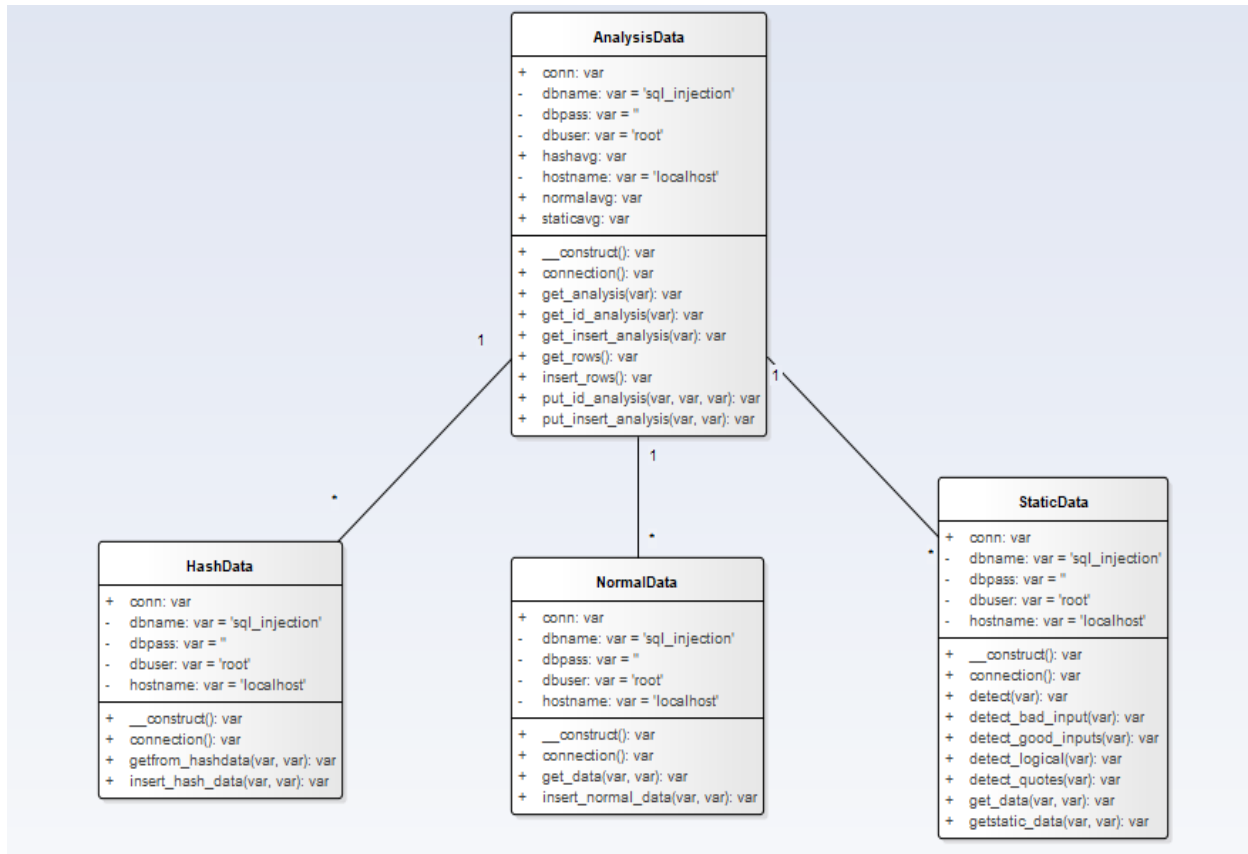 AnalysisData
+ conn: var
- dbname: var = 'sql_injection'
- dbpass: var = ''
- dbuser: var = 'root'
+ hashavg: var
- hostname: var = 'localhost'
+ normalavg: var
+ staticavg: var
+ __construct(): var
+ connection(): var
+ get_analysis(var): var
+ get_id_analysis(var): var
+ get_insert_analysis(var): var
+ get_rows(): var
+ insert_rows(): var
+ put_id_analysis(var, var, var): var
+ put_insert_analysis(var, var): var
1
1
1
*
*
*
HashData
+ conn: var
- dbname: var = 'sql_injection'
- dbpass: var = ''
- dbuser: var = 'root'
- hostname: var = 'localhost'
+ __construct(): var
+ connection(): var
+ getfrom_hashdata(var, var): var
+ insert_hash_data(var, var): var
NormalData
+ conn: var
- dbname: var = 'sql_injection'
- dbpass: var = ''
- dbuser: var = 'root'
- hostname: var = 'localhost'
+ __construct(): var
+ connection(): var
+ get_data(var, var): var
+ insert_normal_data(var, var): var
StaticData
+ conn: var
- dbname: var = 'sql_injection'
- dbpass: var = ''
- dbuser: var = 'root'
- hostname: var = 'localhost'
+ __construct(): var
+ connection(): var
+ detect(var): var
+ detect_bad_input(var): var
+ detect_good_inputs(var): var
+ detect_logical(var): var
+ detect_quotes(var): var
+ get_data(var, var): var
+ getstatic_data(var, var): var